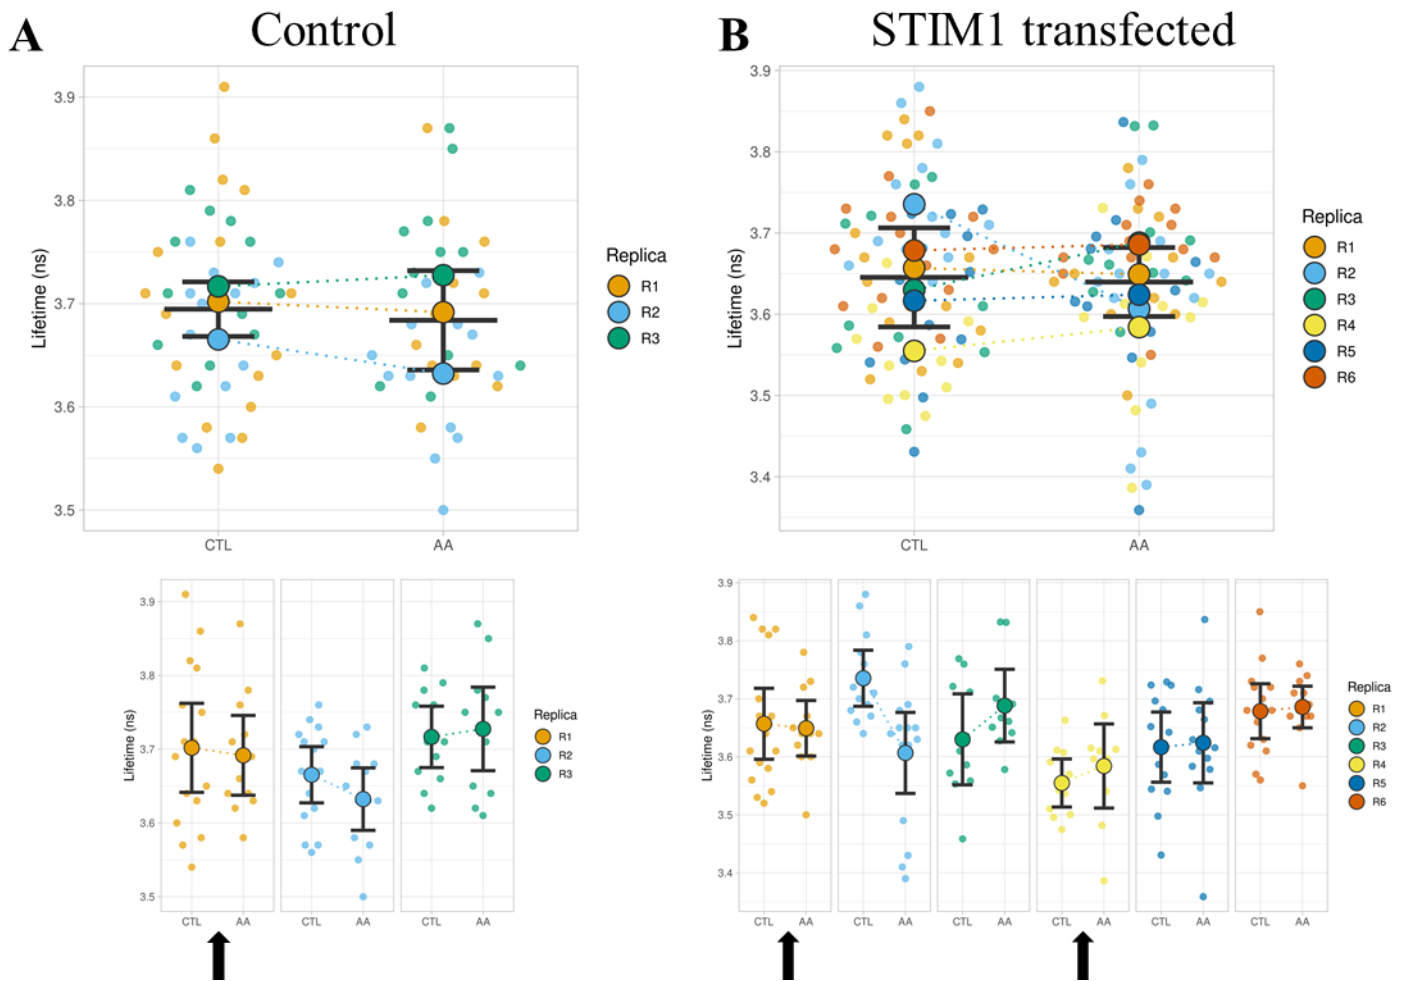 A
Control
B
STIM1 transfected
3.9
3.8
3.7
3.6
3.5
Lifetime (ns)
CTL
AA
Replica
R1
R2
R3
3.9
3.8
3.7
3.6
3.5
3.4
Lifetime (ns)
CTL
AA
Replica
R1
R2
R3
R4
R5
R6
3.9
3.8
3.7
3.6
3.5
Lifetime (ns)
CTL AA CTL AA CTL AA
Replica
R1
R2
R3
3.9
3.8
3.7
3.6
3.5
3.4
Lifetime (ns)
CTL AA CTL AA CTL AA CTL AA CTL AA CTL AA
Replica
R1
R2
R3
R4
R5
R6